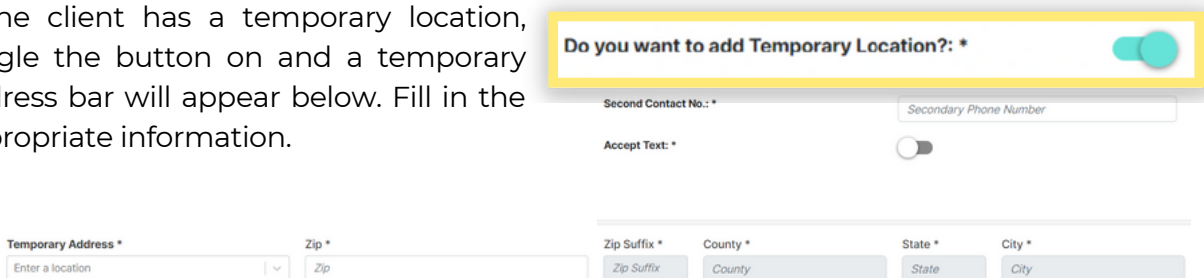 he client has a temporary location,
gle the button on and a temporary
dress bar will appear below. Fill in the
propriate information.
Do you want to add Temporary Location?: *
Second Contact No.: *
Secondary Phone Number
Accept Text: *
Temporary Address *
Zip *
Zip Suffix *
County *
State *
City *
Enter a location
Zip
Zip Suffix
County
State
City